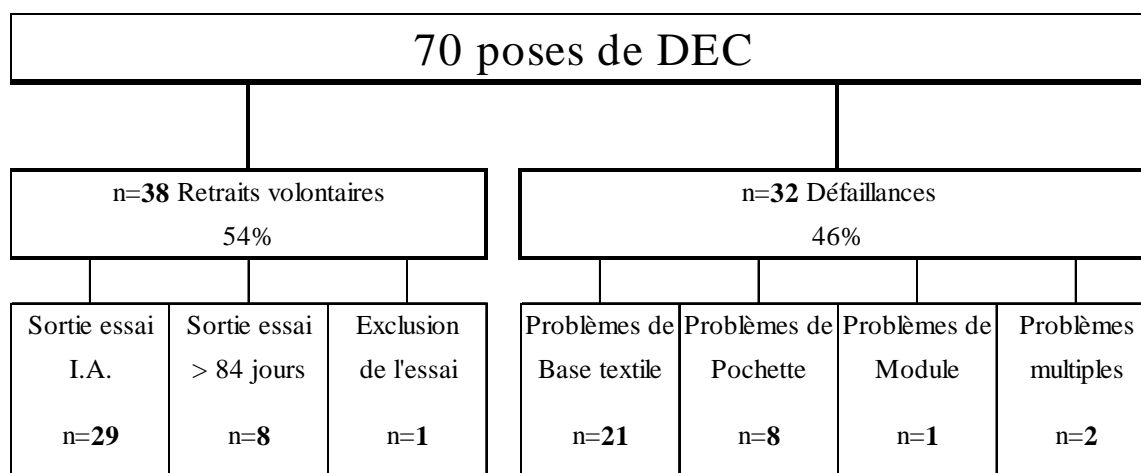 70 poses de DEC
n=38 Retraits volontaires
54%
n=32 Défaillances
46%
Sortie essai
I.A.
n=29
Sortie essai
> 84 jours
n=8
Exclusion
de l'essai
n=1
Problèmes de
Base textile
n=21
Problèmes de
Pochette
n=8
Problèmes de
Module
n=1
Problèmes
multiples
n=2